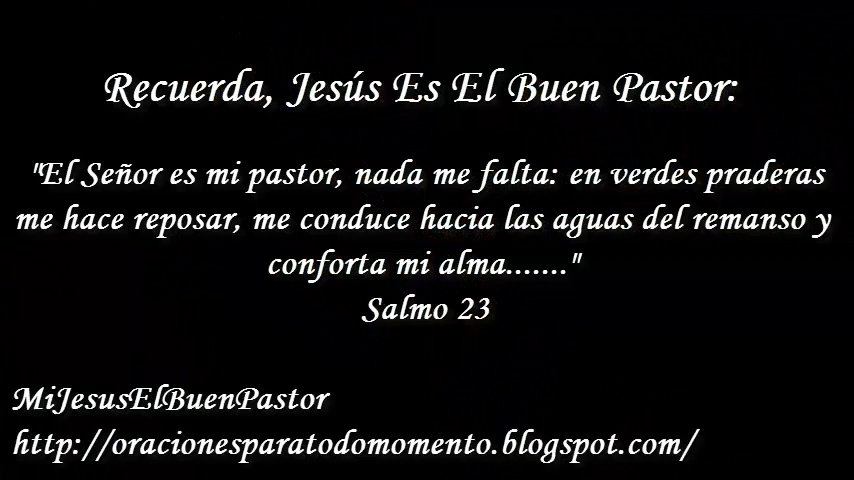 Recuerda, Jesús Es El Buen Pastor:
"El Señor es mi pastor, nada me falta: en verdes praderas
me hace reposar, me conduce hacia las aguas del remanso y
conforta mi alma......."
Salmo 23
MiJesusElBuenPastor
http://oracionesparatodomomento.blogspot.com/